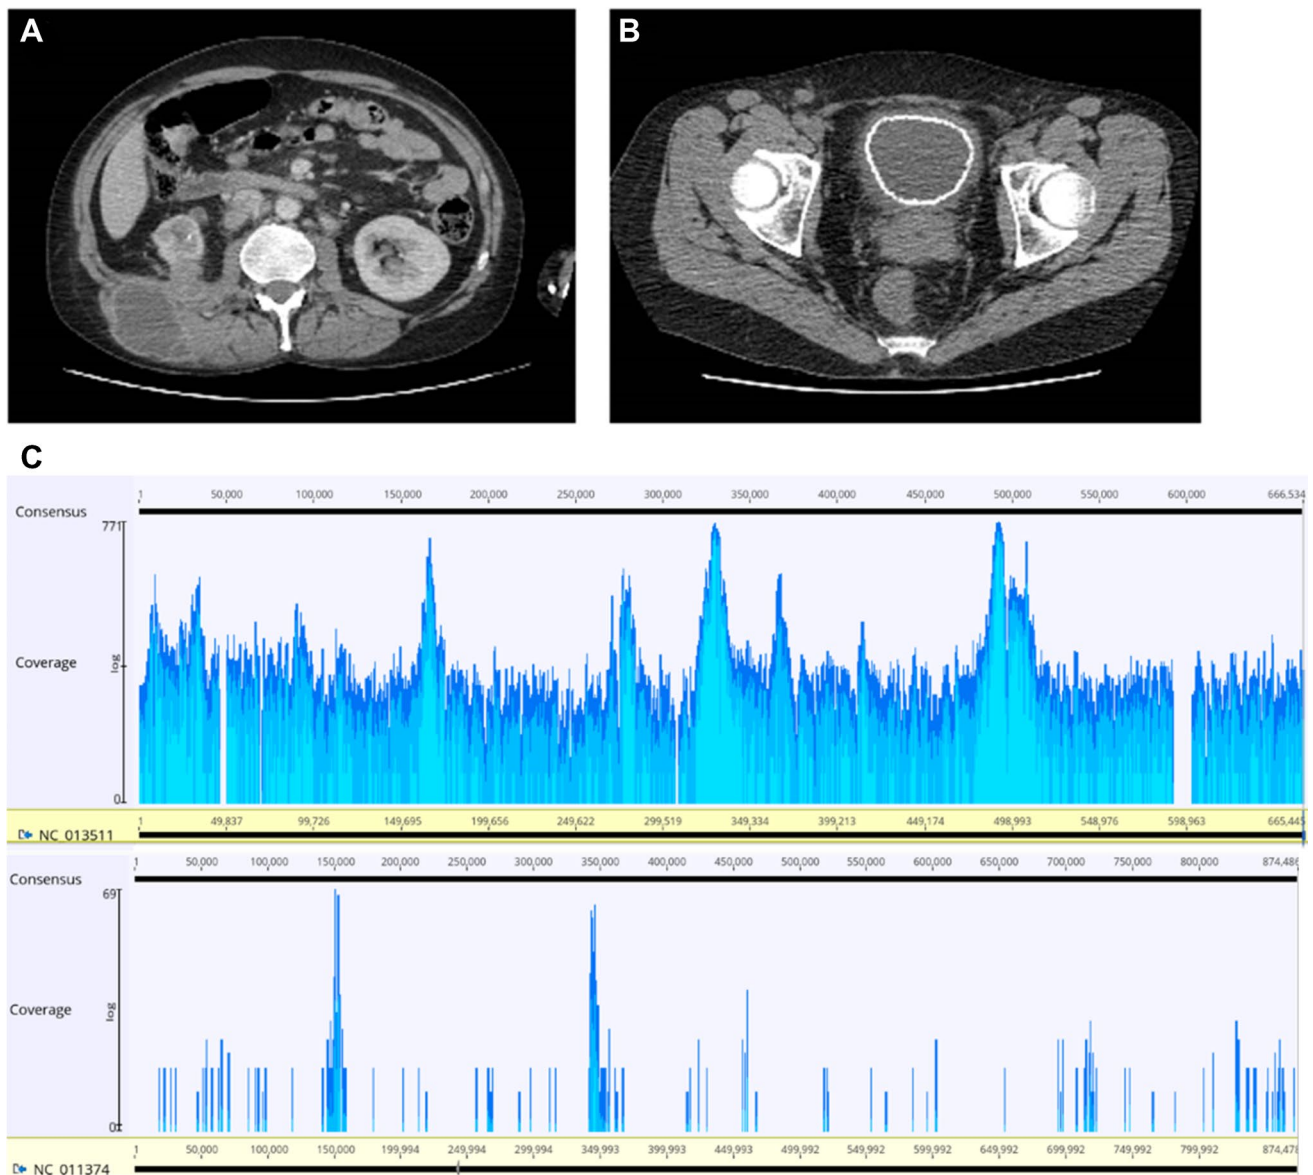 A
B
C
1 50,000 100,000 150,000 200,000 250,000 300,000 350,000 400,000 450,000 500,000 550,000 600,000 666,534
Consensus
771
Coverage
log
0
1 49,837 99,726 149,695 199,656 249,622 299,519 349,334 399,213 449,174 498,993 548,976 598,963 665,445
NC_013511
1 50,000 100,000 150,000 200,000 250,000 300,000 350,000 400,000 450,000 500,000 550,000 600,000 650,000 700,000 750,000 800,000
Consensus
69
Coverage
log
0
50,000 100,000 150,000 199,994 249,994 299,994 349,993 399,993 449,993 499,992 549,992 599,992 649,992 699,992 749,992 799,992
NC_011374